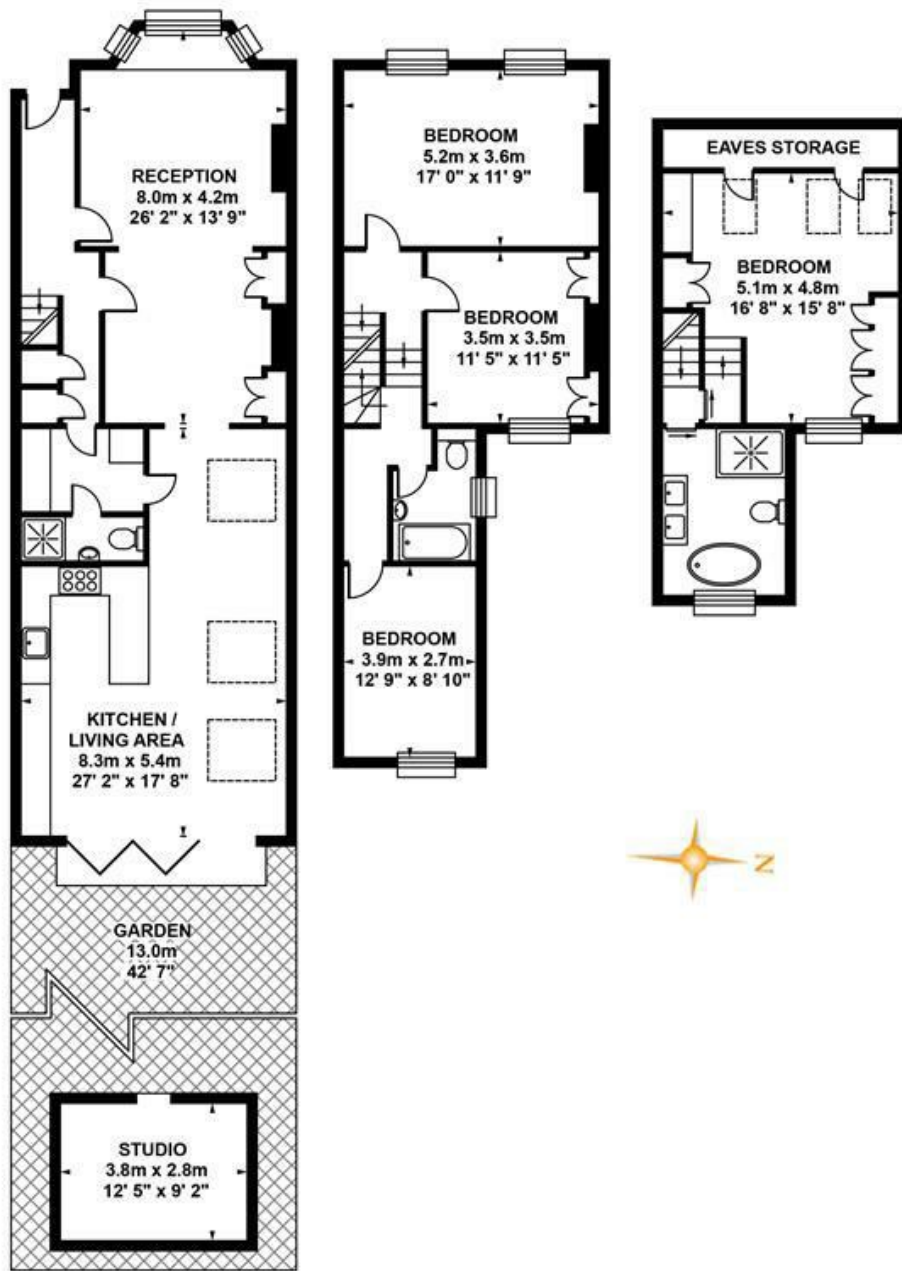 RECEPTION
8.0m x 4.2m
26' 2" x 13' 9"
KITCHEN /
LIVING AREA
8.3m x 5.4m
27' 2" x 17' 8"
GARDEN
13.0m
42' 7"
STUDIO
3.8m x 2.8m
12' 5" x 9' 2"
BEDROOM
5.2m x 3.6m
17' 0" x 11' 9"
BEDROOM
3.5m x 3.5m
11' 5" x 11' 5"
BEDROOM
3.9m x 2.7m
12' 9" x 8' 10"
EAVES STORAGE
BEDROOM
5.1m x 4.8m
16' 8" x 15' 8"
N